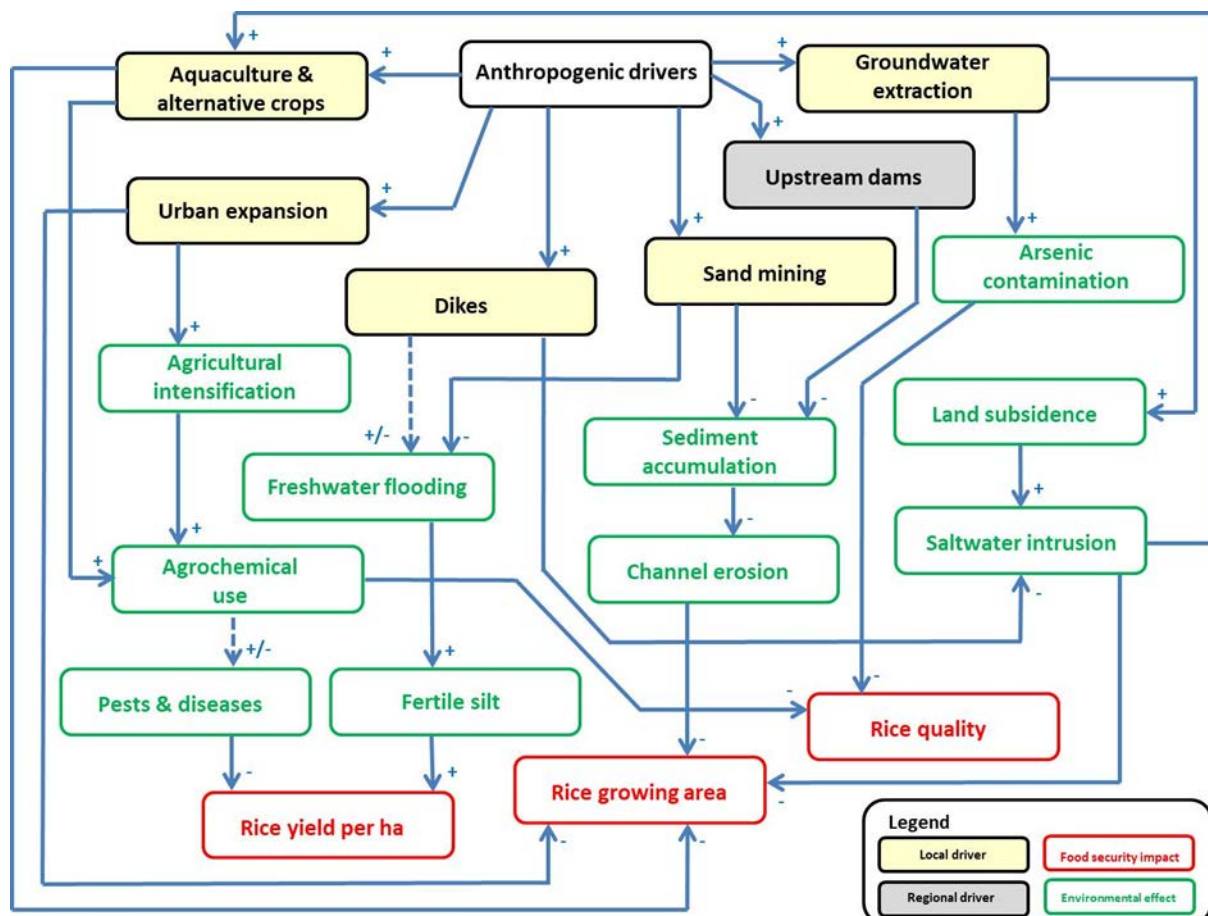 +
Aquaculture &
alternative crops
+
Anthropogenic drivers
+
Groundwater
extraction
+
Upstream dams
+
Urban expansion
+
+
+
Arsenic
contamination
Sand mining
Dikes
+
Agricultural
intensification
+/-
-
-
-
+
Land subsidence
Sediment
accumulation
Freshwater flooding
+
-
+
Saltwater intrusion
+
Agrochemical
use
Channel erosion
-
+/-
+
-
-
Pests & diseases
Fertile silt
Rice quality
-
+
-
Rice growing area
-
Rice yield per ha
-
-
Legend
Local driver
Food security impact
Regional driver
Environmental effect